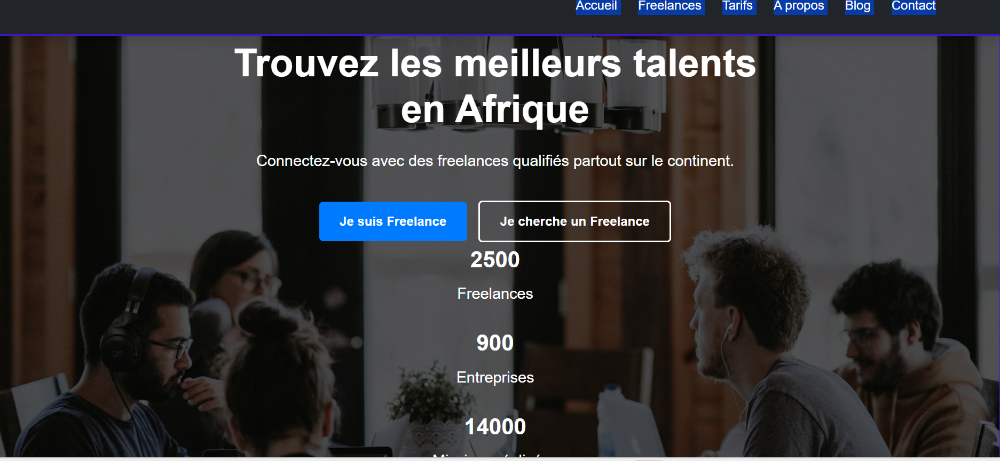 Accueil Freelances Tarifs A propos Blog Contact
Trouvez les meilleurs talents
en Afrique
Connectez-vous avec des freelances qualifiés partout sur le continent.
Je suis Freelance Je cherche un Freelance
2500
Freelances
900
Entreprises
14000